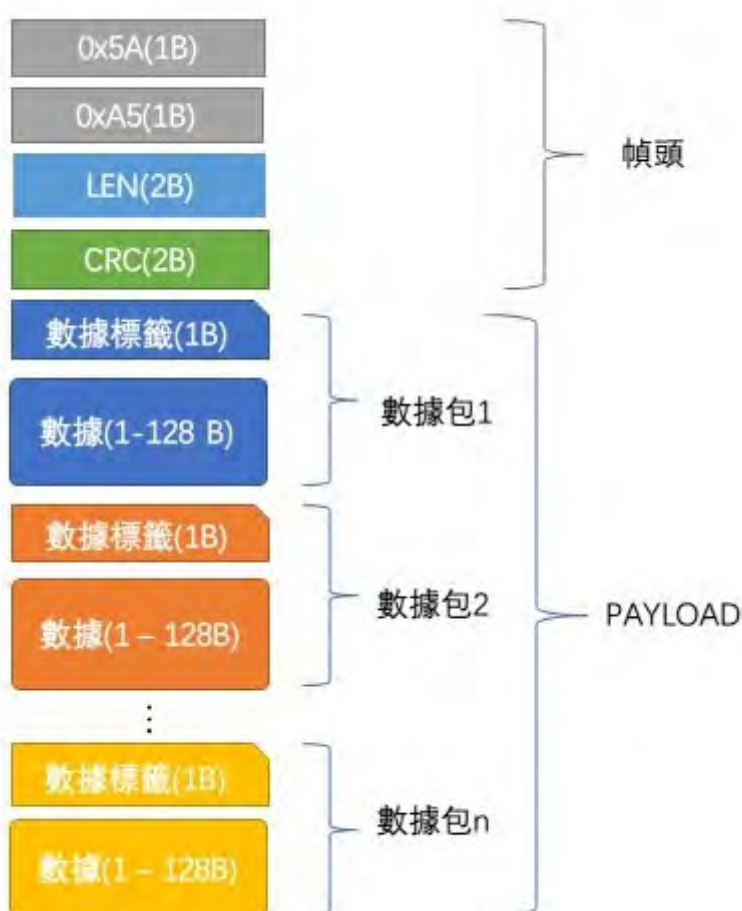 0x5A(1B)
0xA5(1B)
LEN(2B)
CRC(2B)
幀頭
數據標籤(1B)
數據(1-128 B)
數據包1
數據標籤(1B)
數據(1 – 128B)
數據包2
PAYLOAD
⋮
數據標籤(1B)
數據(1 – 128B)
數據包n